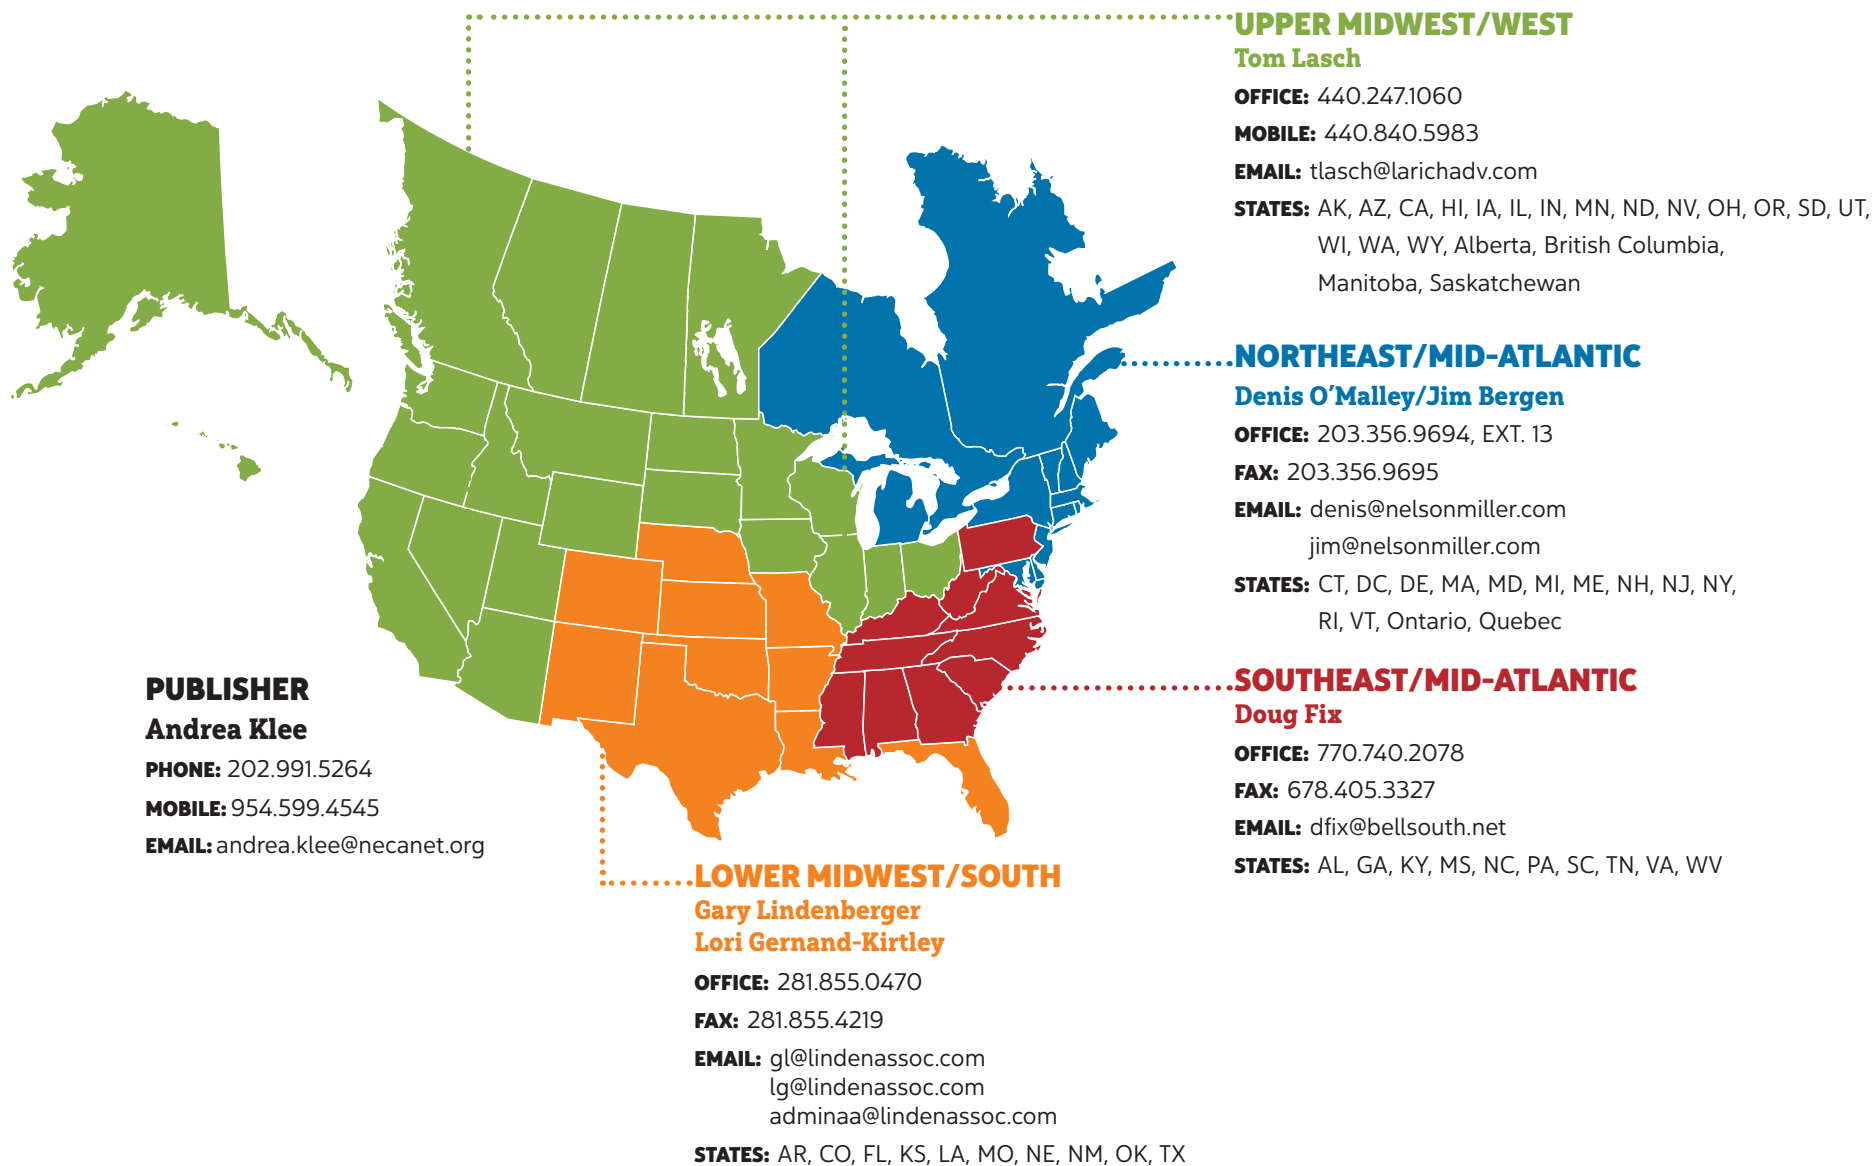 UPPER MIDWEST/WEST
Tom Lasch
OFFICE: 440.247.1060
MOBILE: 440.840.5983
EMAIL: tlasch@larichadv.com
STATES: AK, AZ, CA, HI, IA, IL, IN, MN, ND, NV, OH, OR, SD, UT,
WI, WA, WY, Alberta, British Columbia,
Manitoba, Saskatchewan
NORTHEAST/MID-ATLANTIC
Denis O’Malley/Jim Bergen
OFFICE: 203.356.9694, EXT. 13
FAX: 203.356.9695
EMAIL: denis@nelsonmiller.com
jim@nelsonmiller.com
STATES: CT, DC, DE, MA, MD, MI, ME, NH, NJ, NY,
RI, VT, Ontario, Quebec
SOUTHEAST/MID-ATLANTIC
Doug Fix
OFFICE: 770.740.2078
FAX: 678.405.3327
EMAIL: dfix@bellsouth.net
STATES: AL, GA, KY, MS, NC, PA, SC, TN, VA, WV
PUBLISHER
Andrea Klee
PHONE: 202.991.5264
MOBILE: 954.599.4545
EMAIL: andrea.klee@necanet.org
LOWER MIDWEST/SOUTH
Gary Lindenberger
Lori Gernand-Kirtley
OFFICE: 281.855.0470
FAX: 281.855.4219
EMAIL: gl@lindenassoc.com
lg@lindenassoc.com
adminaa@lindenassoc.com
STATES: AR, CO, FL, KS, LA, MO, NE, NM, OK, TX